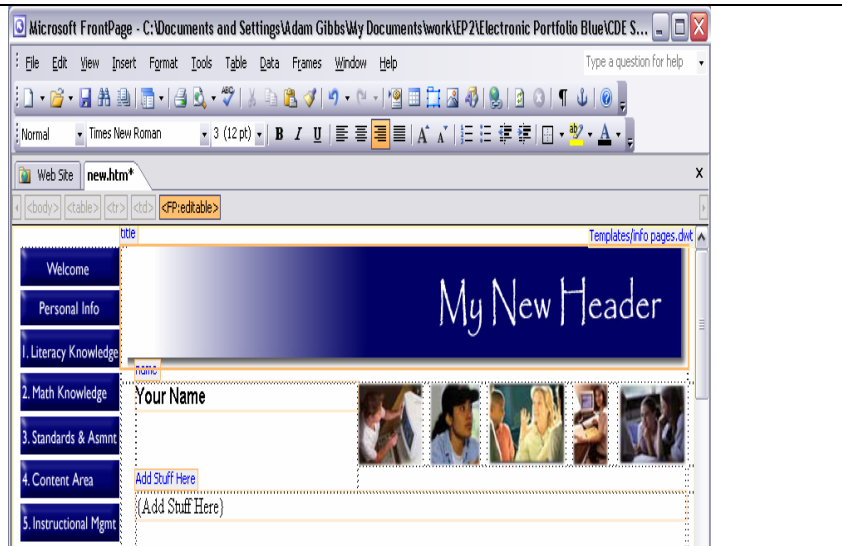 Microsoft FrontPage - C:\Documents and Settings\Adam Gibbs\My Documents\work\EP2\Electronic Portfolio Blue\CDE S...
File Edit View Insert Format Tools Table Data Frames Window Help Type a question for help
Normal Times New Roman 3 (12 pt) B I U A A ab A
Web Site new.htm* x
<body> <table> <tr> <td> <FP:editable>
title Templates/info pages.dwt
My New Header
Welcome
Personal Info
1. Literacy Knowledge
2. Math Knowledge
3. Standards & Asmnt
4. Content Area
5. Instructional Mgmt
name
Your Name
Add Stuff Here
(Add Stuff Here)